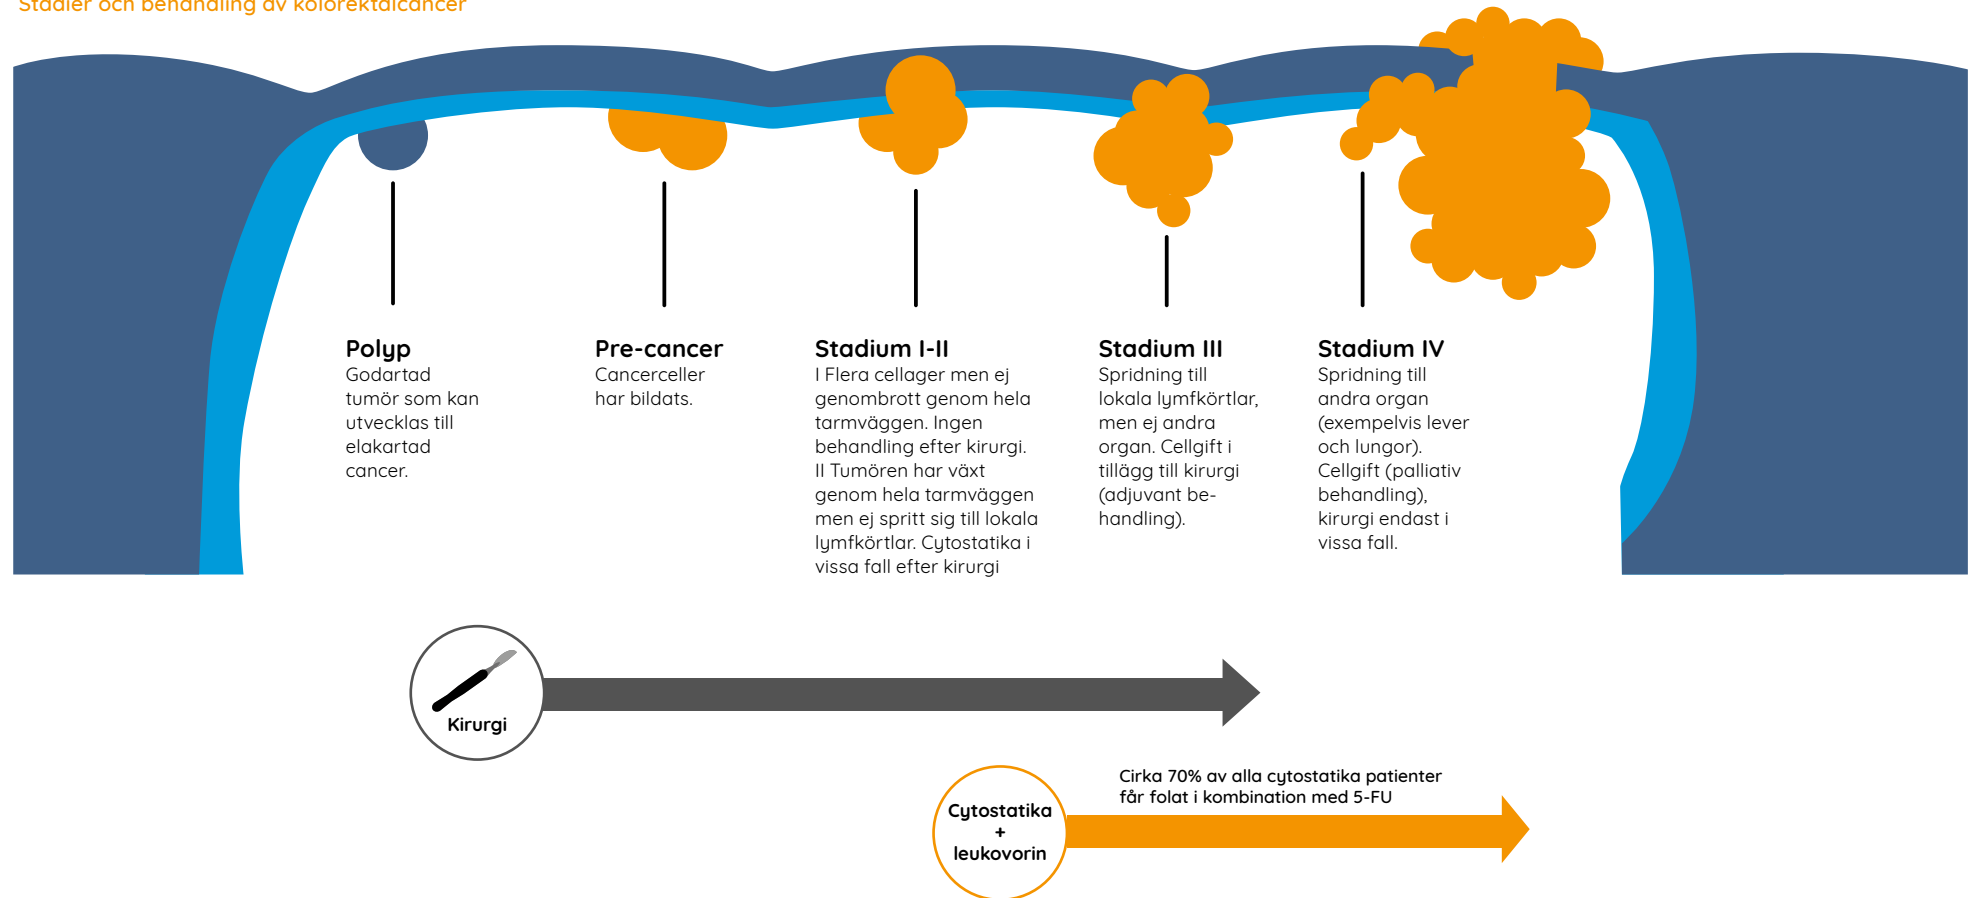 Stadier och behandling av kolorektalcancer
Polyp
Godartad
tumör som kan
utvecklas till
elakartad
cancer.
Pre-cancer
Cancerceller
har bildats.
Stadium I-II
I Flera cellager men ej
genombrott genom hela
tarmväggen. Ingen
behandling efter kirurgi.
II Tumören har växt
genom hela tarmväggen
men ej spritt sig till lokala
lymfkörtlar. Cytostatika i
vissa fall efter kirurgi
Stadium III
Spridning till
lokala lymfkörtlar,
men ej andra
organ. Cellgift i
tillägg till kirurgi
(adjuvant be-
handling).
Stadium IV
Spridning till
andra organ
(exempelvis lever
och lungor).
Cellgift (palliativ
behandling),
kirurgi endast i
vissa fall.
Kirurgi
Cirka 70% av alla cytostatika patienter
får folat i kombination med 5-FU
Cytostatika
+
leukovorin